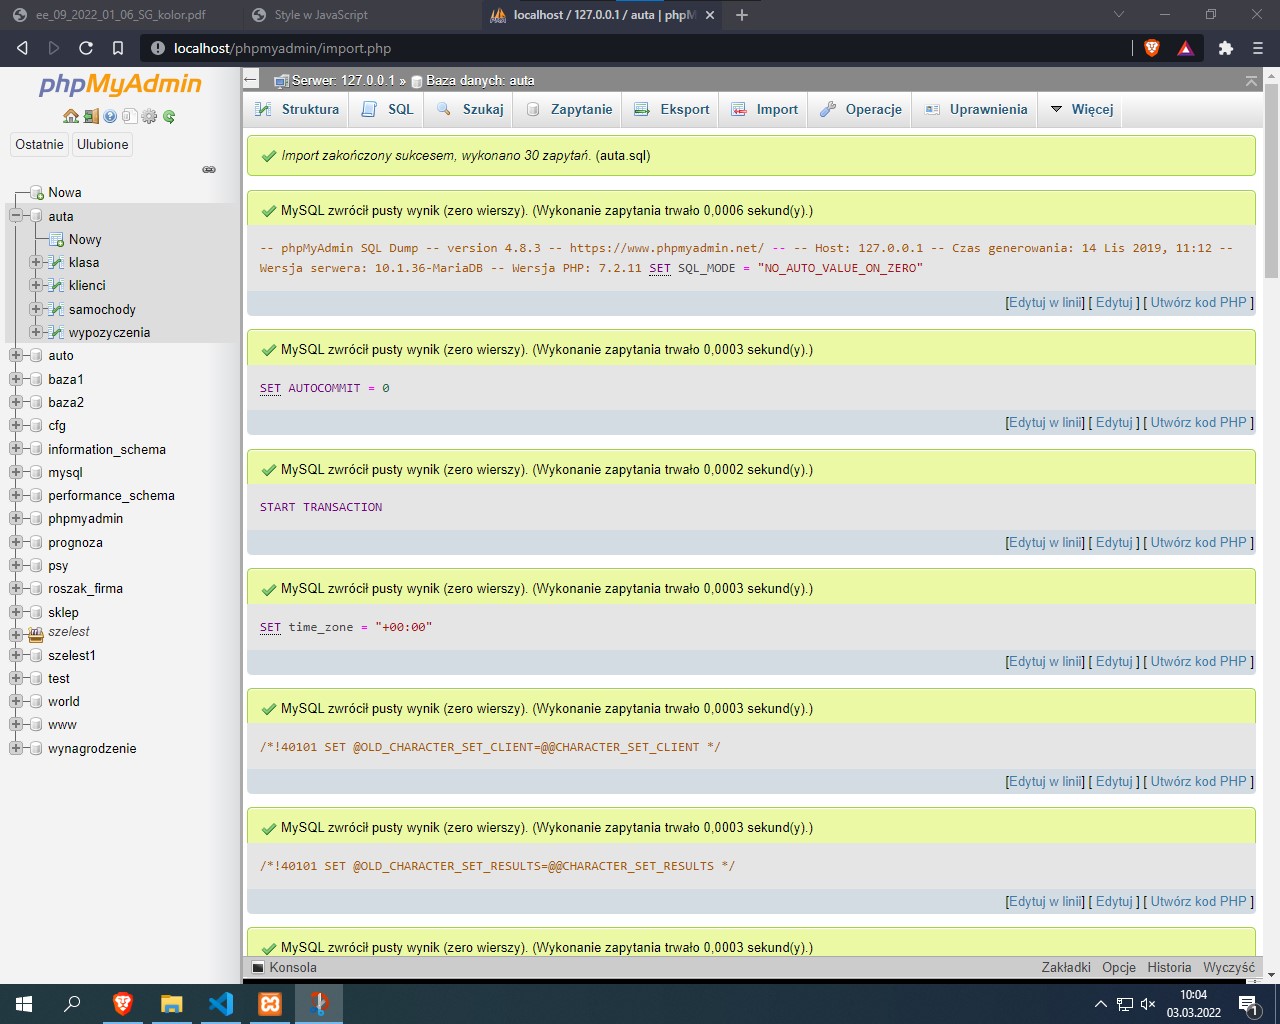 ee_09_2022_01_06_SG_kolor.pdf
Style w JavaScript
localhost / 127.0.0.1 / auta | phpM
localhost/phpmyadmin/import.php
phpMyAdmin
Ostatnie
Ulubione
Nowa
auta
Nowy
klasa
klienci
samochody
wypozyczenia
auto
baza1
baza2
cfg
information_schema
mysql
performance_schema
phpmyadmin
prognoza
psy
roszak_firma
sklep
szelest
szelest1
test
world
www
wynagrodzenie
Serwer: 127.0.0.1 » Baza danych: auta
Struktura SQL Szukaj Zapytanie Eksport Import Operacje Uprawnienia Więcej
Import zakończony sukcesem, wykonano 30 zapytań. (auta.sql)
MySQL zwrócił pusty wynik (zero wierszy). (Wykonanie zapytania trwało 0,0006 sekund(y).)
-- phpMyAdmin SQL Dump -- version 4.8.3 -- https://www.phpmyadmin.net/ -- -- Host: 127.0.0.1 -- Czas generowania: 14 Lis 2019, 11:12 --
Wersja serwera: 10.1.36-MariaDB -- Wersja PHP: 7.2.11 SET SQL_MODE = "NO_AUTO_VALUE_ON_ZERO"
[Edytuj w linii] [ Edytuj ] [ Utwórz kod PHP ]
MySQL zwrócił pusty wynik (zero wierszy). (Wykonanie zapytania trwało 0,0003 sekund(y).)
SET AUTOCOMMIT = 0
[Edytuj w linii] [ Edytuj ] [ Utwórz kod PHP ]
MySQL zwrócił pusty wynik (zero wierszy). (Wykonanie zapytania trwało 0,0002 sekund(y).)
START TRANSACTION
[Edytuj w linii] [ Edytuj ] [ Utwórz kod PHP ]
MySQL zwrócił pusty wynik (zero wierszy). (Wykonanie zapytania trwało 0,0003 sekund(y).)
SET time_zone = "+00:00"
[Edytuj w linii] [ Edytuj ] [ Utwórz kod PHP ]
MySQL zwrócił pusty wynik (zero wierszy). (Wykonanie zapytania trwało 0,0003 sekund(y).)
/*!40101 SET @OLD_CHARACTER_SET_CLIENT=@@CHARACTER_SET_CLIENT */
[Edytuj w linii] [ Edytuj ] [ Utwórz kod PHP ]
MySQL zwrócił pusty wynik (zero wierszy). (Wykonanie zapytania trwało 0,0003 sekund(y).)
/*!40101 SET @OLD_CHARACTER_SET_RESULTS=@@CHARACTER_SET_RESULTS */
[Edytuj w linii] [ Edytuj ] [ Utwórz kod PHP ]
MySQL zwrócił pusty wynik (zero wierszy). (Wykonanie zapytania trwało 0,0003 sekund(y).)
Konsola
Zakładki Opcje Historia Wyczyść
10:04
03.03.2022
1